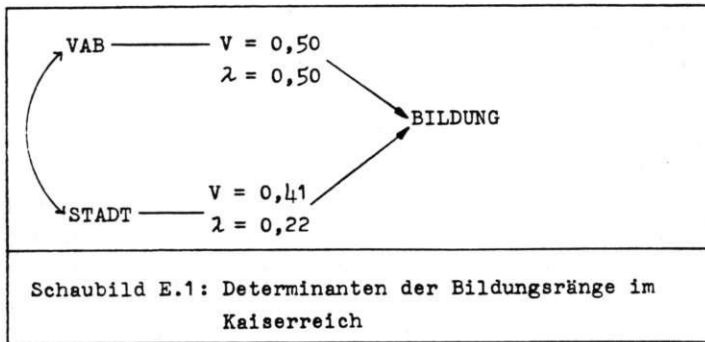 VAB V = 0,50
λ = 0,50
BILDUNG
V = 0,41
STADT λ = 0,22
Schaubild E.1: Determinanten der Bildungsränge im
Kaiserreich